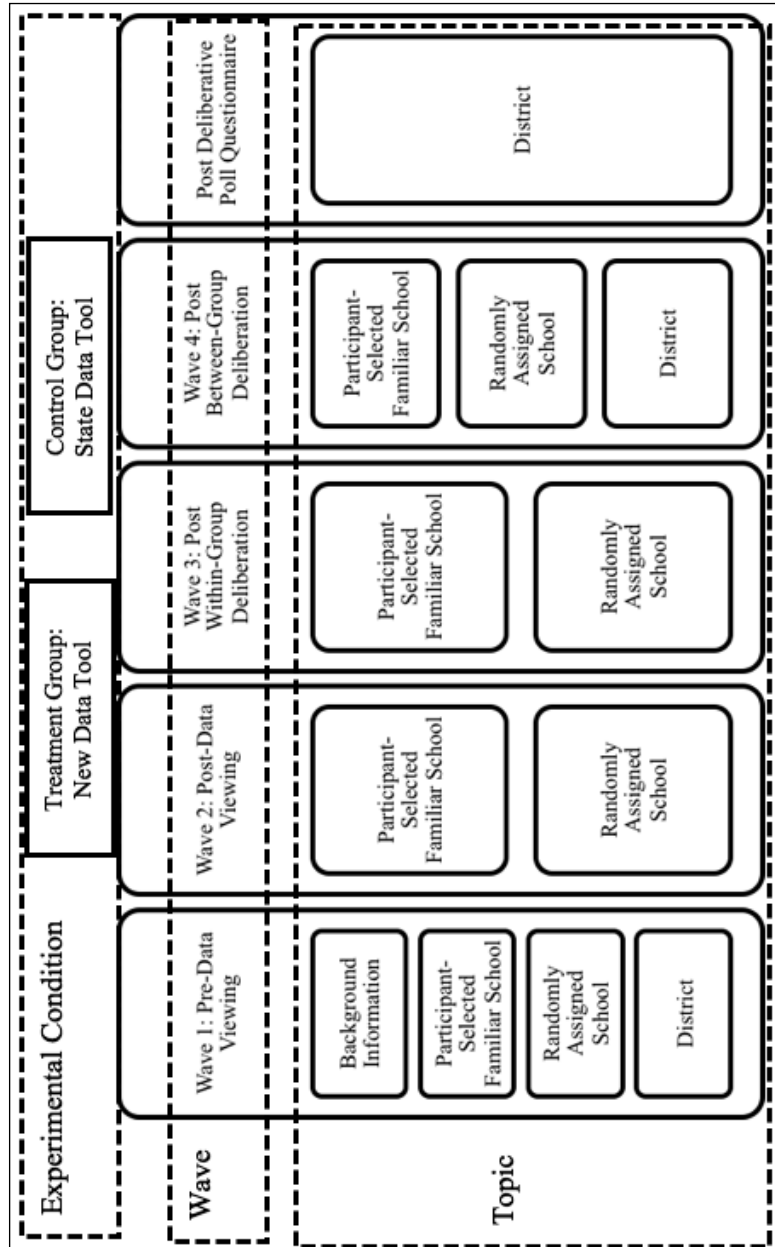 Experimental Condition
Treatment Group:
New Data Tool
Control Group:
State Data Tool
Wave
Wave 1: Pre-Data
Viewing
Wave 2: Post-Data
Viewing
Wave 3: Post
Within-Group
Deliberation
Wave 4: Post
Between-Group
Deliberation
Post Deliberative
Poll Questionnaire
Topic
Background
Information
Participant-
Selected
Familiar School
Randomly
Assigned
School
District
Participant-
Selected
Familiar School
Randomly
Assigned
School
Participant-
Selected
Familiar School
Randomly
Assigned
School
Participant-
Selected
Familiar School
Randomly
Assigned
School
District
District